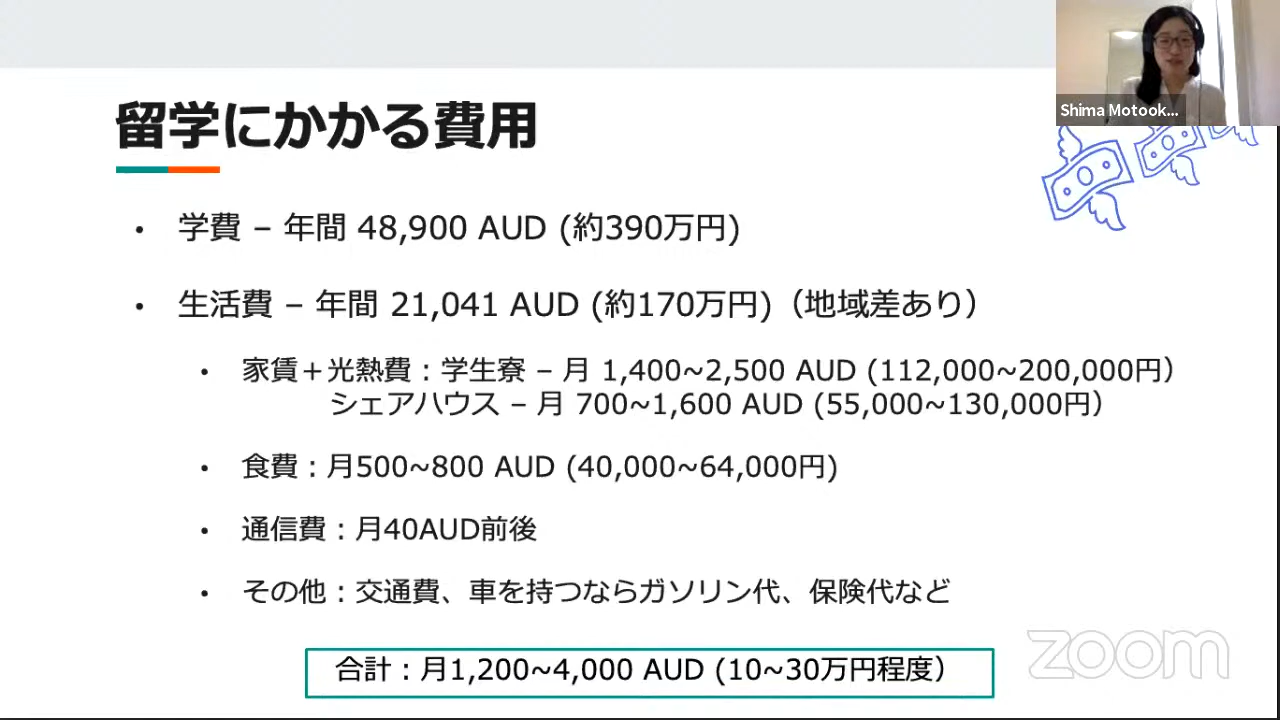 Shima Motook...
留学にかかる費用
• 学費 – 年間 48,900 AUD (約390万円)
• 生活費 – 年間 21,041 AUD (約170万円)（地域差あり）
• 家賃＋光熱費：学生寮 – 月 1,400~2,500 AUD (112,000~200,000円）
シェアハウス – 月 700~1,600 AUD (55,000~130,000円）
• 食費：月500~800 AUD (40,000~64,000円)
• 通信費：月40AUD前後
• その他：交通費、車を持つならガソリン代、保険代など
合計：月1,200~4,000 AUD (10~30万円程度）
zoom